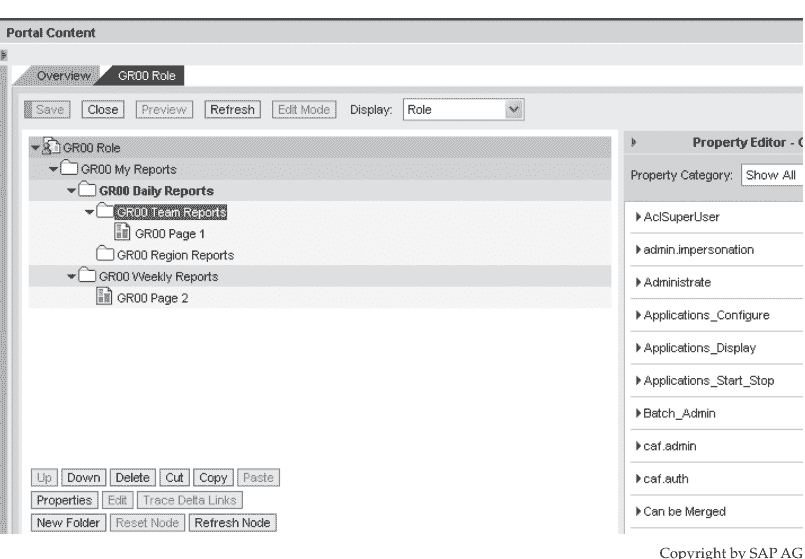 Portal Content
Overview GR00 Role
Save Close Preview Refresh Edit Mode Display: Role
GR00 Role
GR00 My Reports
GR00 Daily Reports
GR00 Team Reports
GR00 Page 1
GR00 Region Reports
GR00 Weekly Reports
GR00 Page 2
Up Down Delete Cut Copy Paste
Properties Edit Trace Delta Links
New Folder Reset Node Refresh Node
Property Editor -
Property Category: Show All
AclSuperUser
admin.impersonation
Administrate
Applications_Configure
Applications_Display
Applications_Start_Stop
Batch_Admin
caf.admin
caf.auth
Can be Merged
Copyright by SAP AG